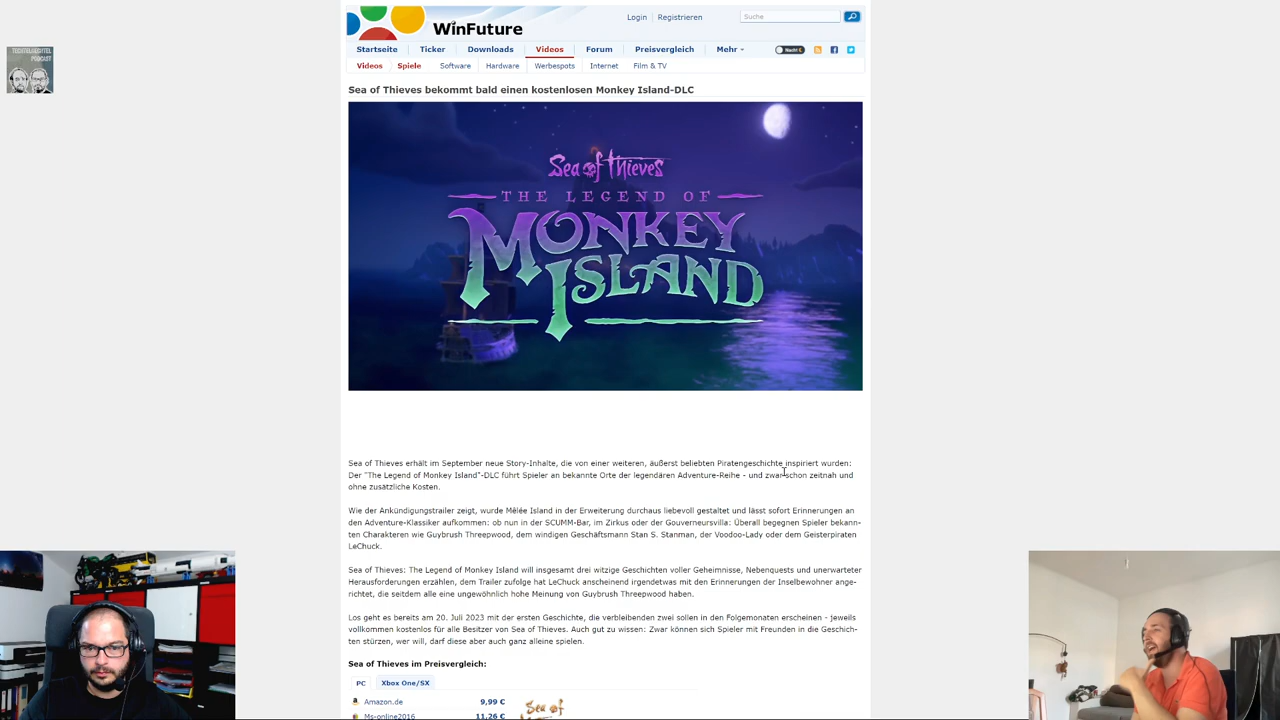 WinFuture
Login
Registrieren
Suche
Startseite
Ticker
Downloads
Videos
Forum
Preisvergleich
Mehr
Nacht
Videos
Spiele
Software
Hardware
Werbespots
Internet
Film & TV
TECHTELMECHTEL
PODCAST
Sea of Thieves bekommt bald einen kostenlosen Monkey Island-DLC
Sea of Thieves
THE LEGEND OF
MONKEY
ISLAND
Sea of Thieves erhält im September neue Story-Inhalte, die von einer weiteren, äußerst beliebten Piratengeschichte inspiriert wurden:
Der "The Legend of Monkey Island"-DLC führt Spieler an bekannte Orte der legendären Adventure-Reihe - und zwar schon zeitnah und
ohne zusätzliche Kosten.
Wie der Ankündigungstrailer zeigt, wurde Mêlée Island in der Erweiterung durchaus liebevoll gestaltet und lässt sofort Erinnerungen an
den Adventure-Klassiker aufkommen: ob nun in der SCUMM-Bar, im Zirkus oder der Gouverneursvilla: Überall begegnen Spieler bekann-
ten Charakteren wie Guybrush Threepwood, dem windigen Geschäftsmann Stan S. Stanman, der Voodoo-Lady oder dem Geisterpiraten
LeChuck.
Sea of Thieves: The Legend of Monkey Island will insgesamt drei witzige Geschichten voller Geheimnisse, Nebenquests und unerwarteter
Herausforderungen erzählen, dem Trailer zufolge hat LeChuck anscheinend irgendetwas mit den Erinnerungen der Inselbewohner ange-
richtet, die seitdem alle eine ungewöhnlich hohe Meinung von Guybrush Threepwood haben.
Los geht es bereits am 20. Juli 2023 mit der ersten Geschichte, die verbleibenden zwei sollen in den Folgemonaten erscheinen - jeweils
vollkommen kostenlos für alle Besitzer von Sea of Thieves. Auch gut zu wissen: Zwar können sich Spieler mit Freunden in die Geschich-
ten stürzen, wer will, darf diese aber auch ganz alleine spielen.
Sea of Thieves im Preisvergleich:
PC
Xbox One/SX
Amazon.de 9,99 €
Ms-online2016 11,26 €
Sea of